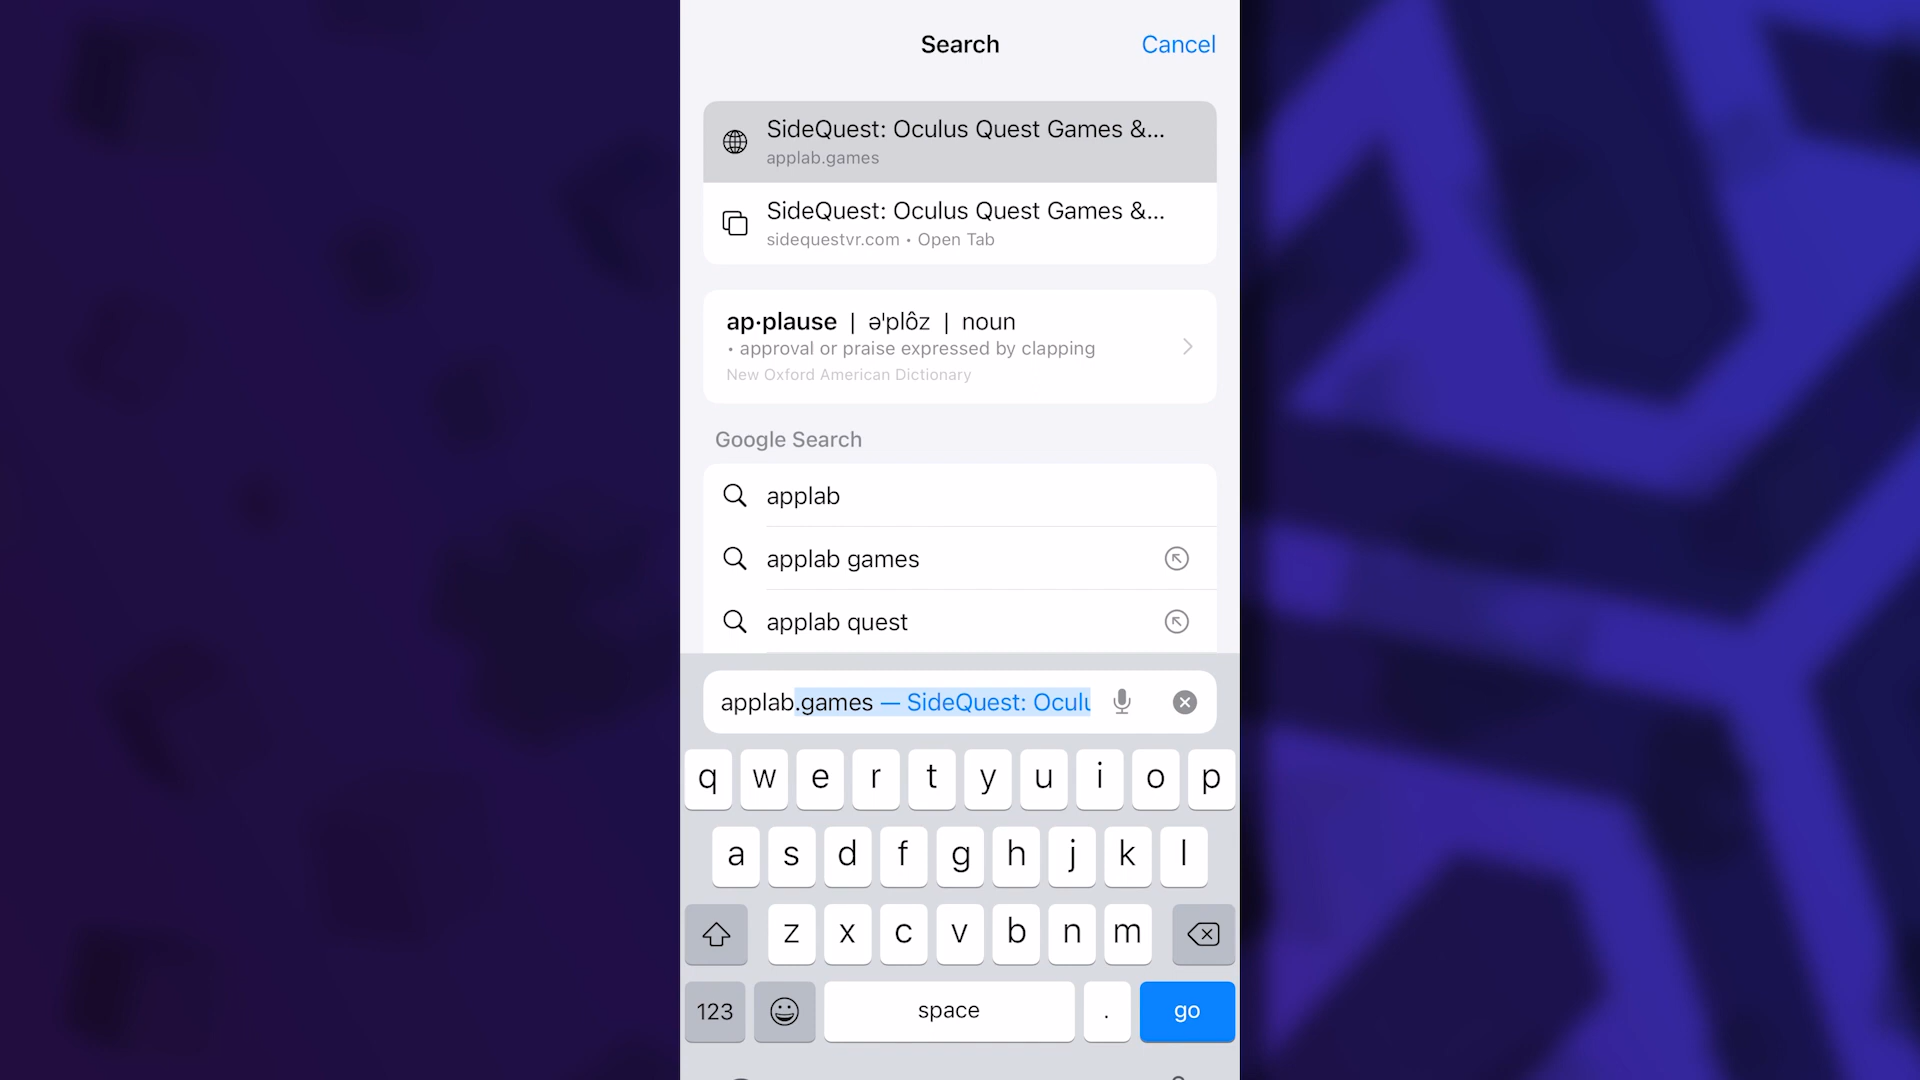 Search
Cancel
SideQuest: Oculus Quest Games &...
applab.games
SideQuest: Oculus Quest Games &...
sidequestvr.com • Open Tab
ap·plause | ə'plôz | noun
• approval or praise expressed by clapping
New Oxford American Dictionary
Google Search
applab
applab games
applab quest
applab.games — SideQuest: Ocul
q w e r t y u i o p
a s d f g h j k l
z x c v b n m
123 space . go